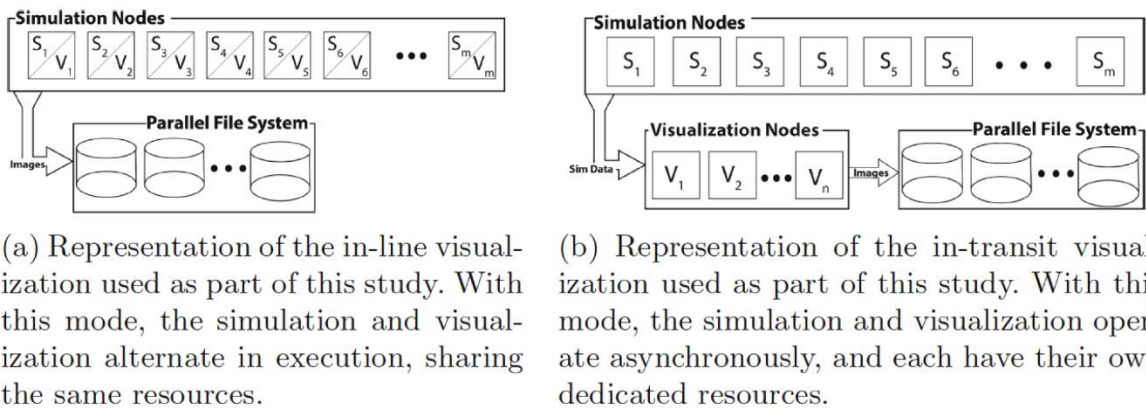 Simulation Nodes
S1 V1 S2 V2 S3 V3 S4 V4 S5 V5 S6 V6 ••• Sm Vm
Parallel File System
Images
•••
(a) Representation of the in-line visual-
ization used as part of this study. With
this mode, the simulation and visual-
ization alternate in execution, sharing
the same resources.
Simulation Nodes
S1 S2 S3 S4 S5 S6 • • • Sm
Visualization Nodes
Parallel File System
Sim Data
V1 V2 ••• Vn
Images
•••
(b) Representation of the in-transit visual
ization used as part of this study. With thi
mode, the simulation and visualization oper
ate asynchronously, and each have their ow
dedicated resources.